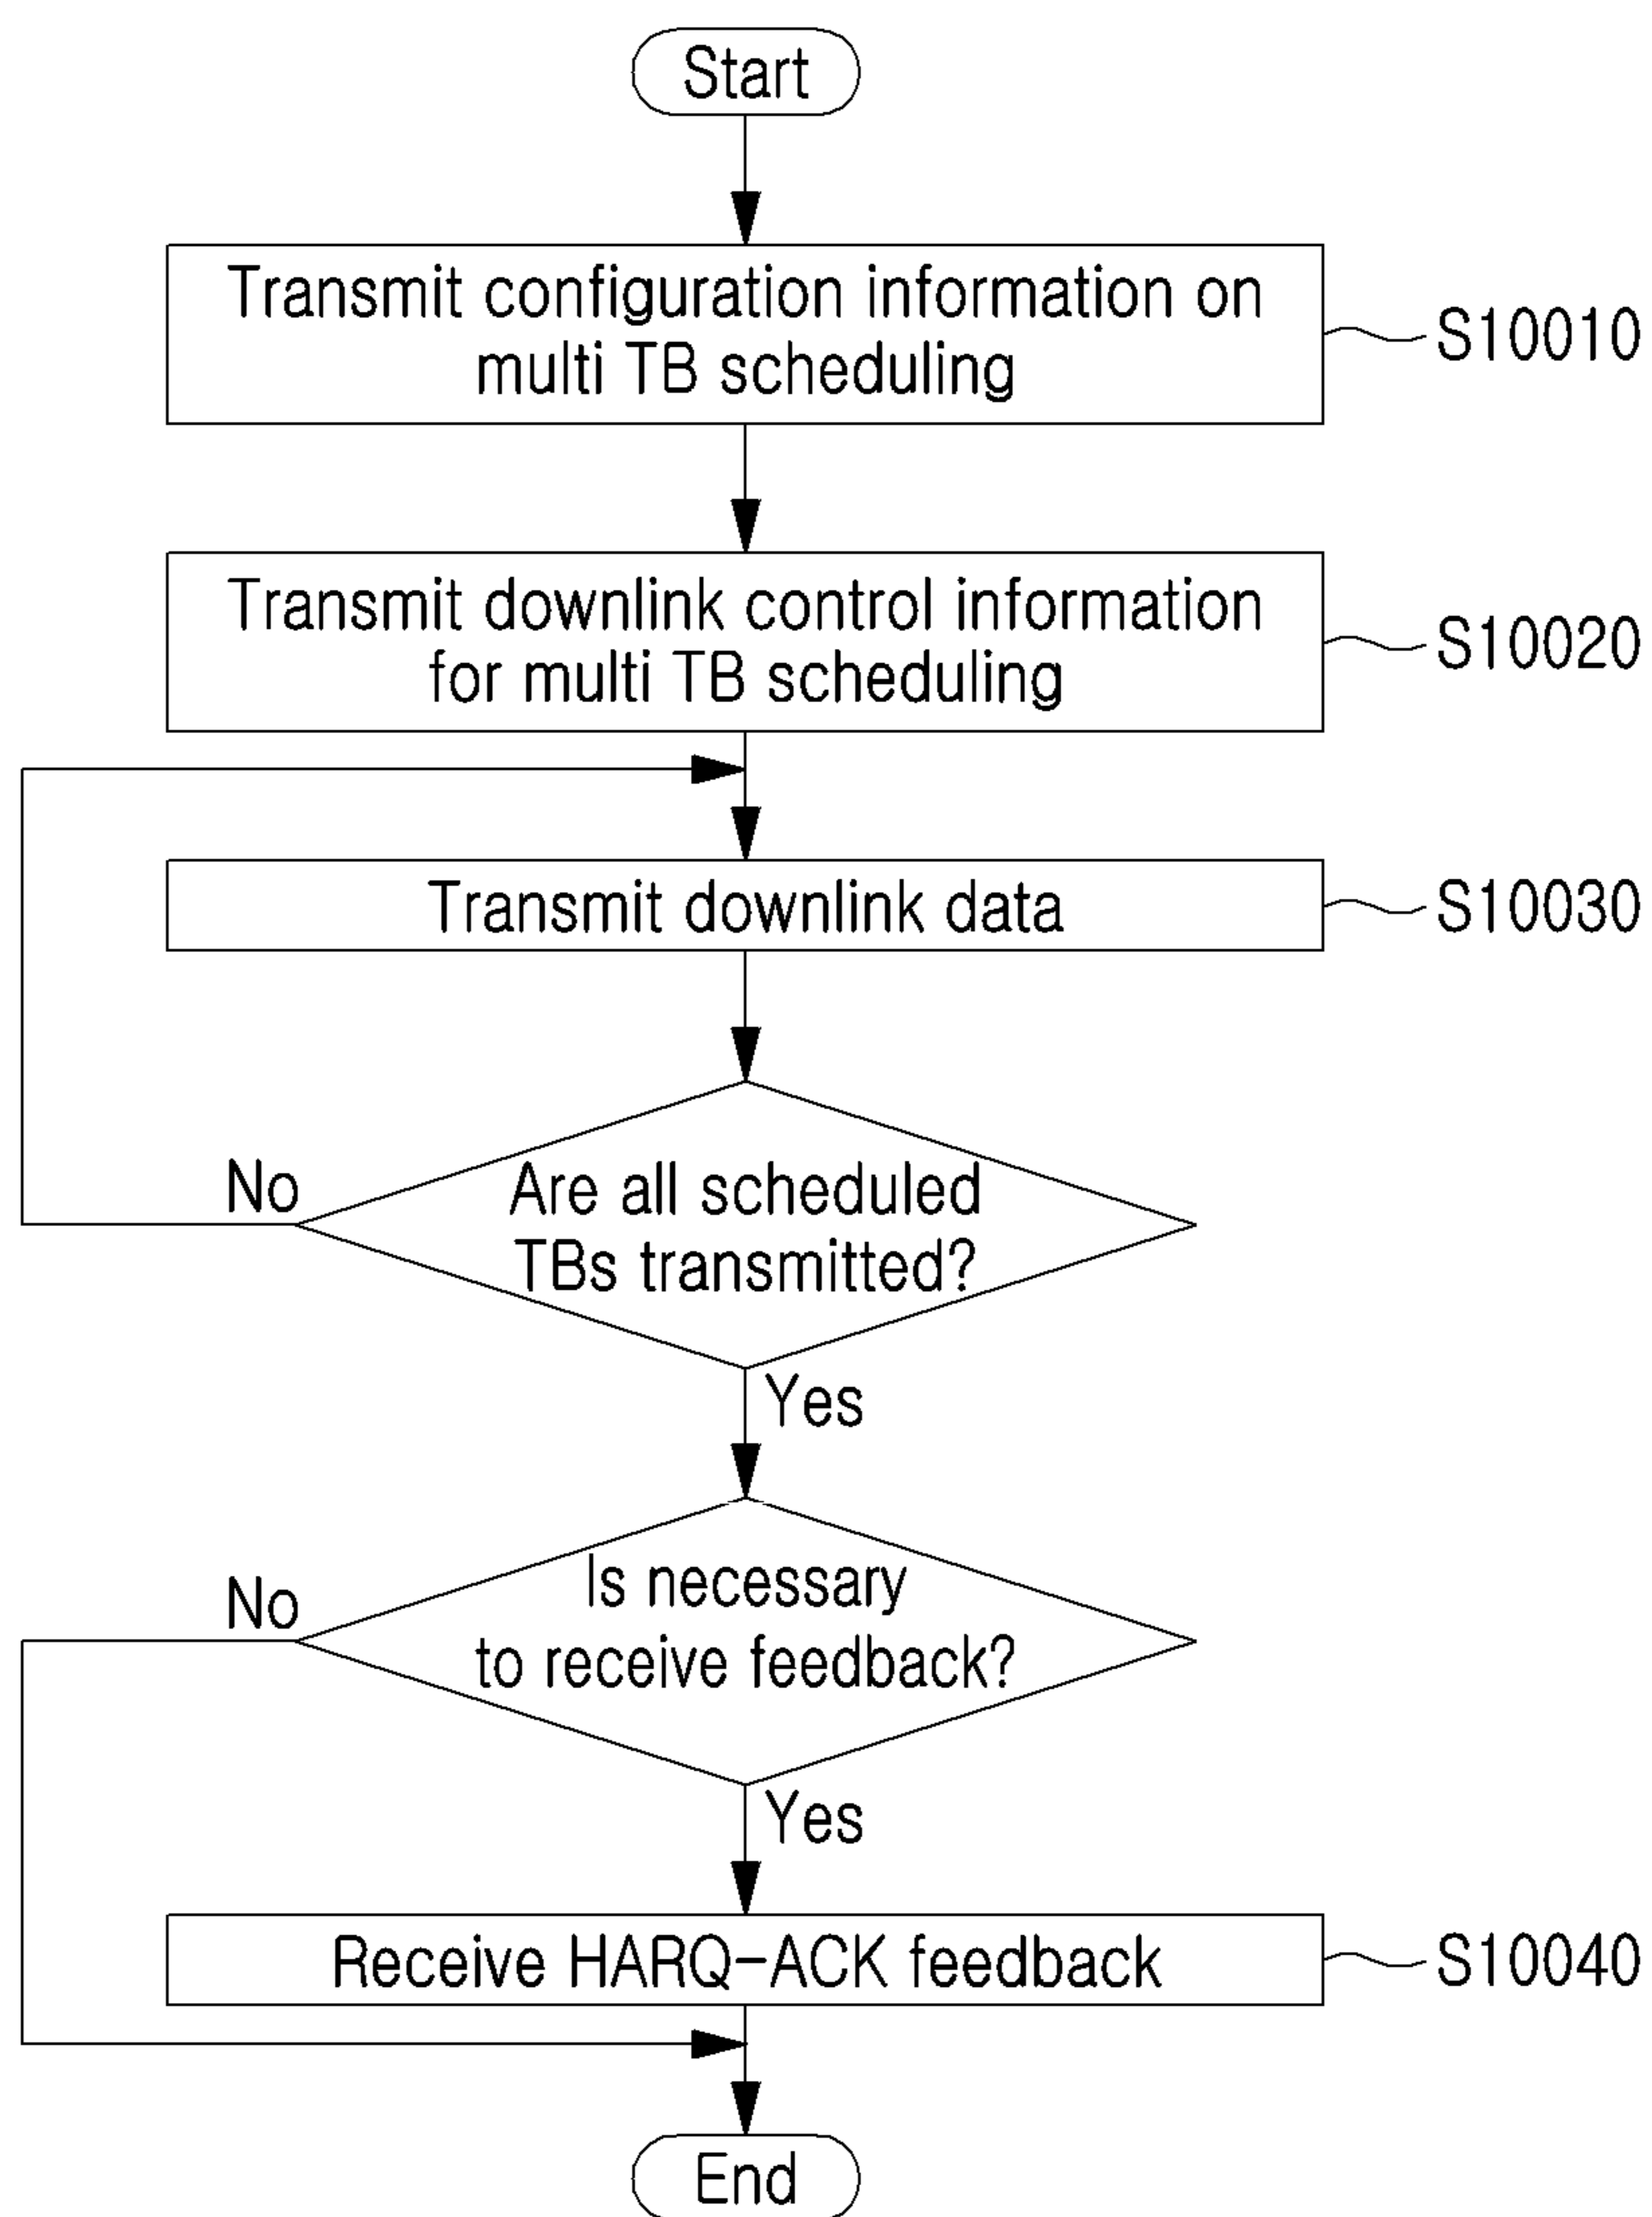 Start
Transmit configuration information on
multi TB scheduling
S10010
Transmit downlink control information
for multi TB scheduling
S10020
Transmit downlink data
S10030
No
Are all scheduled
TBs transmitted?
Yes
No
Is necessary
to receive feedback?
Yes
Receive HARQ-ACK feedback
S10040
End